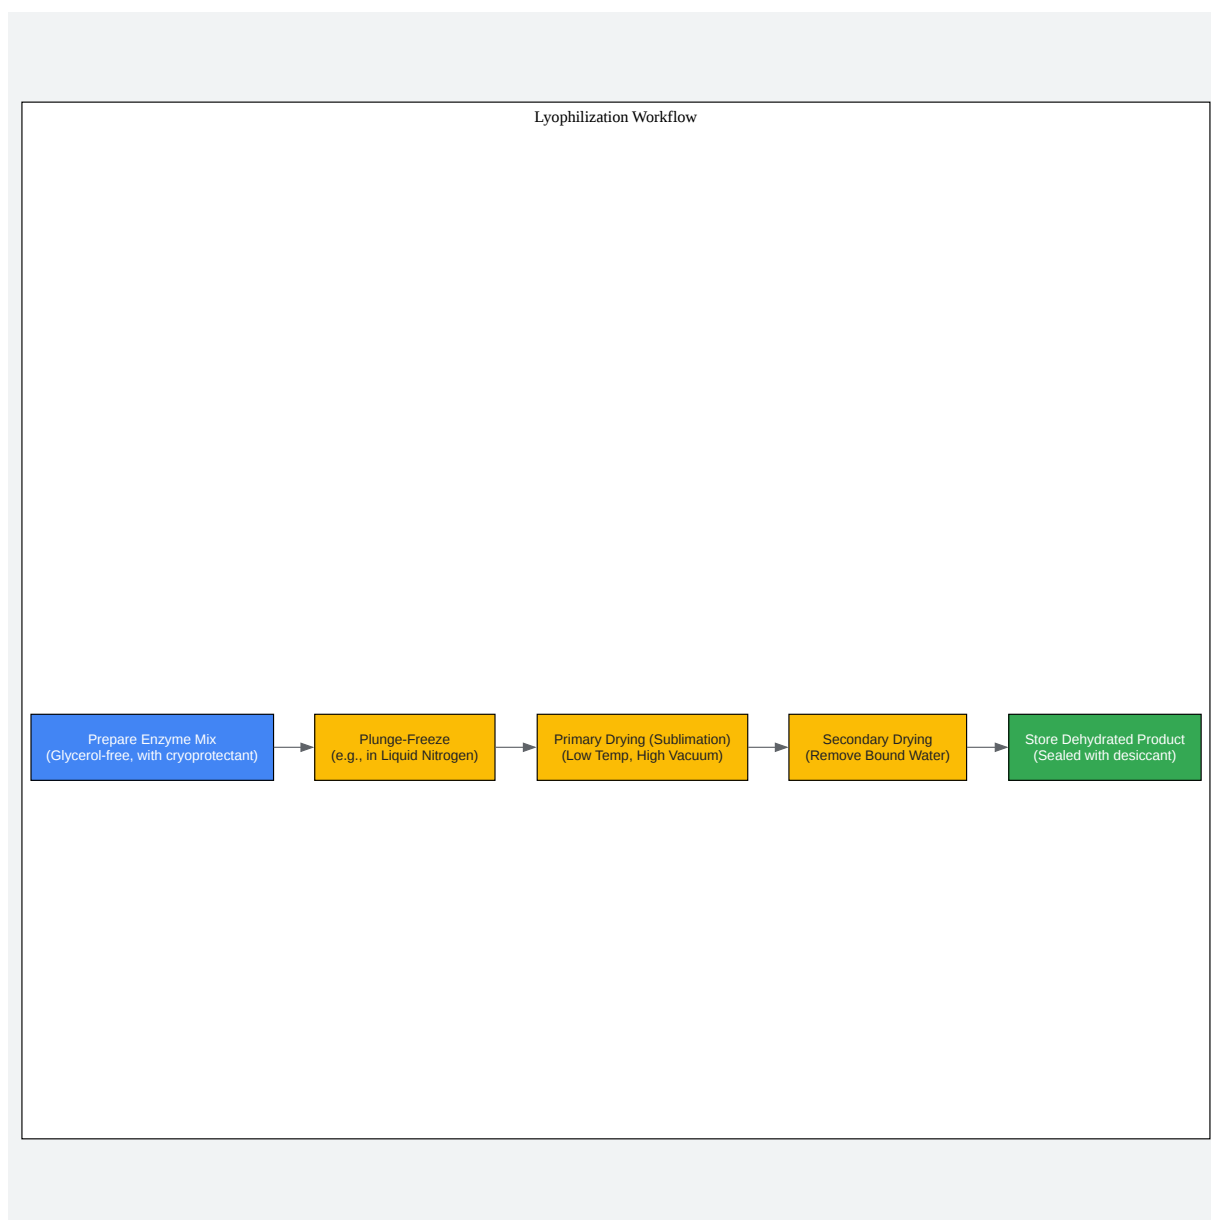 Lyophilization Workflow
Prepare Enzyme Mix
(Glycerol-free, with cryoprotectant)
Plunge-Freeze
(e.g., in Liquid Nitrogen)
Primary Drying (Sublimation)
(Low Temp, High Vacuum)
Secondary Drying
(Remove Bound Water)
Store Dehydrated Product
(Sealed with desiccant)